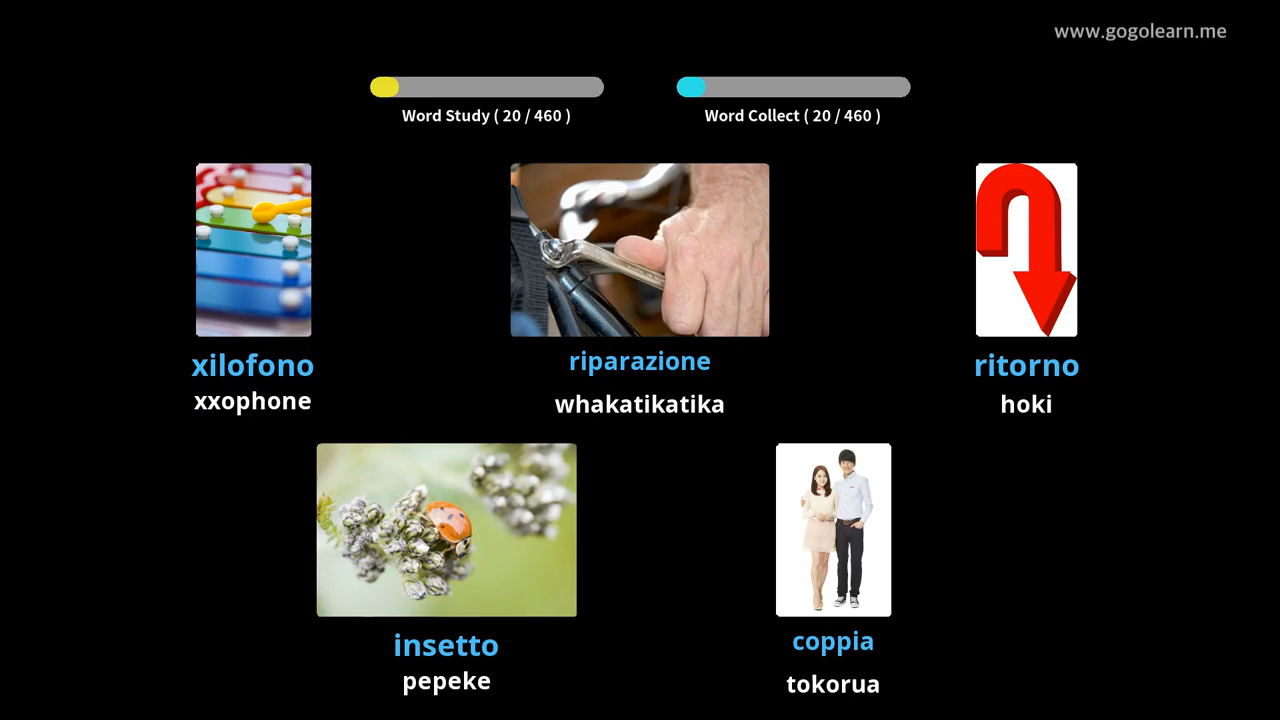 www.gogolearn.me
Word Study ( 20 / 460 )
Word Collect ( 20 / 460 )
xilofono
xxophone
riparazione
whakatikatika
ritorno
hoki
insetto
pepeke
coppia
tokorua